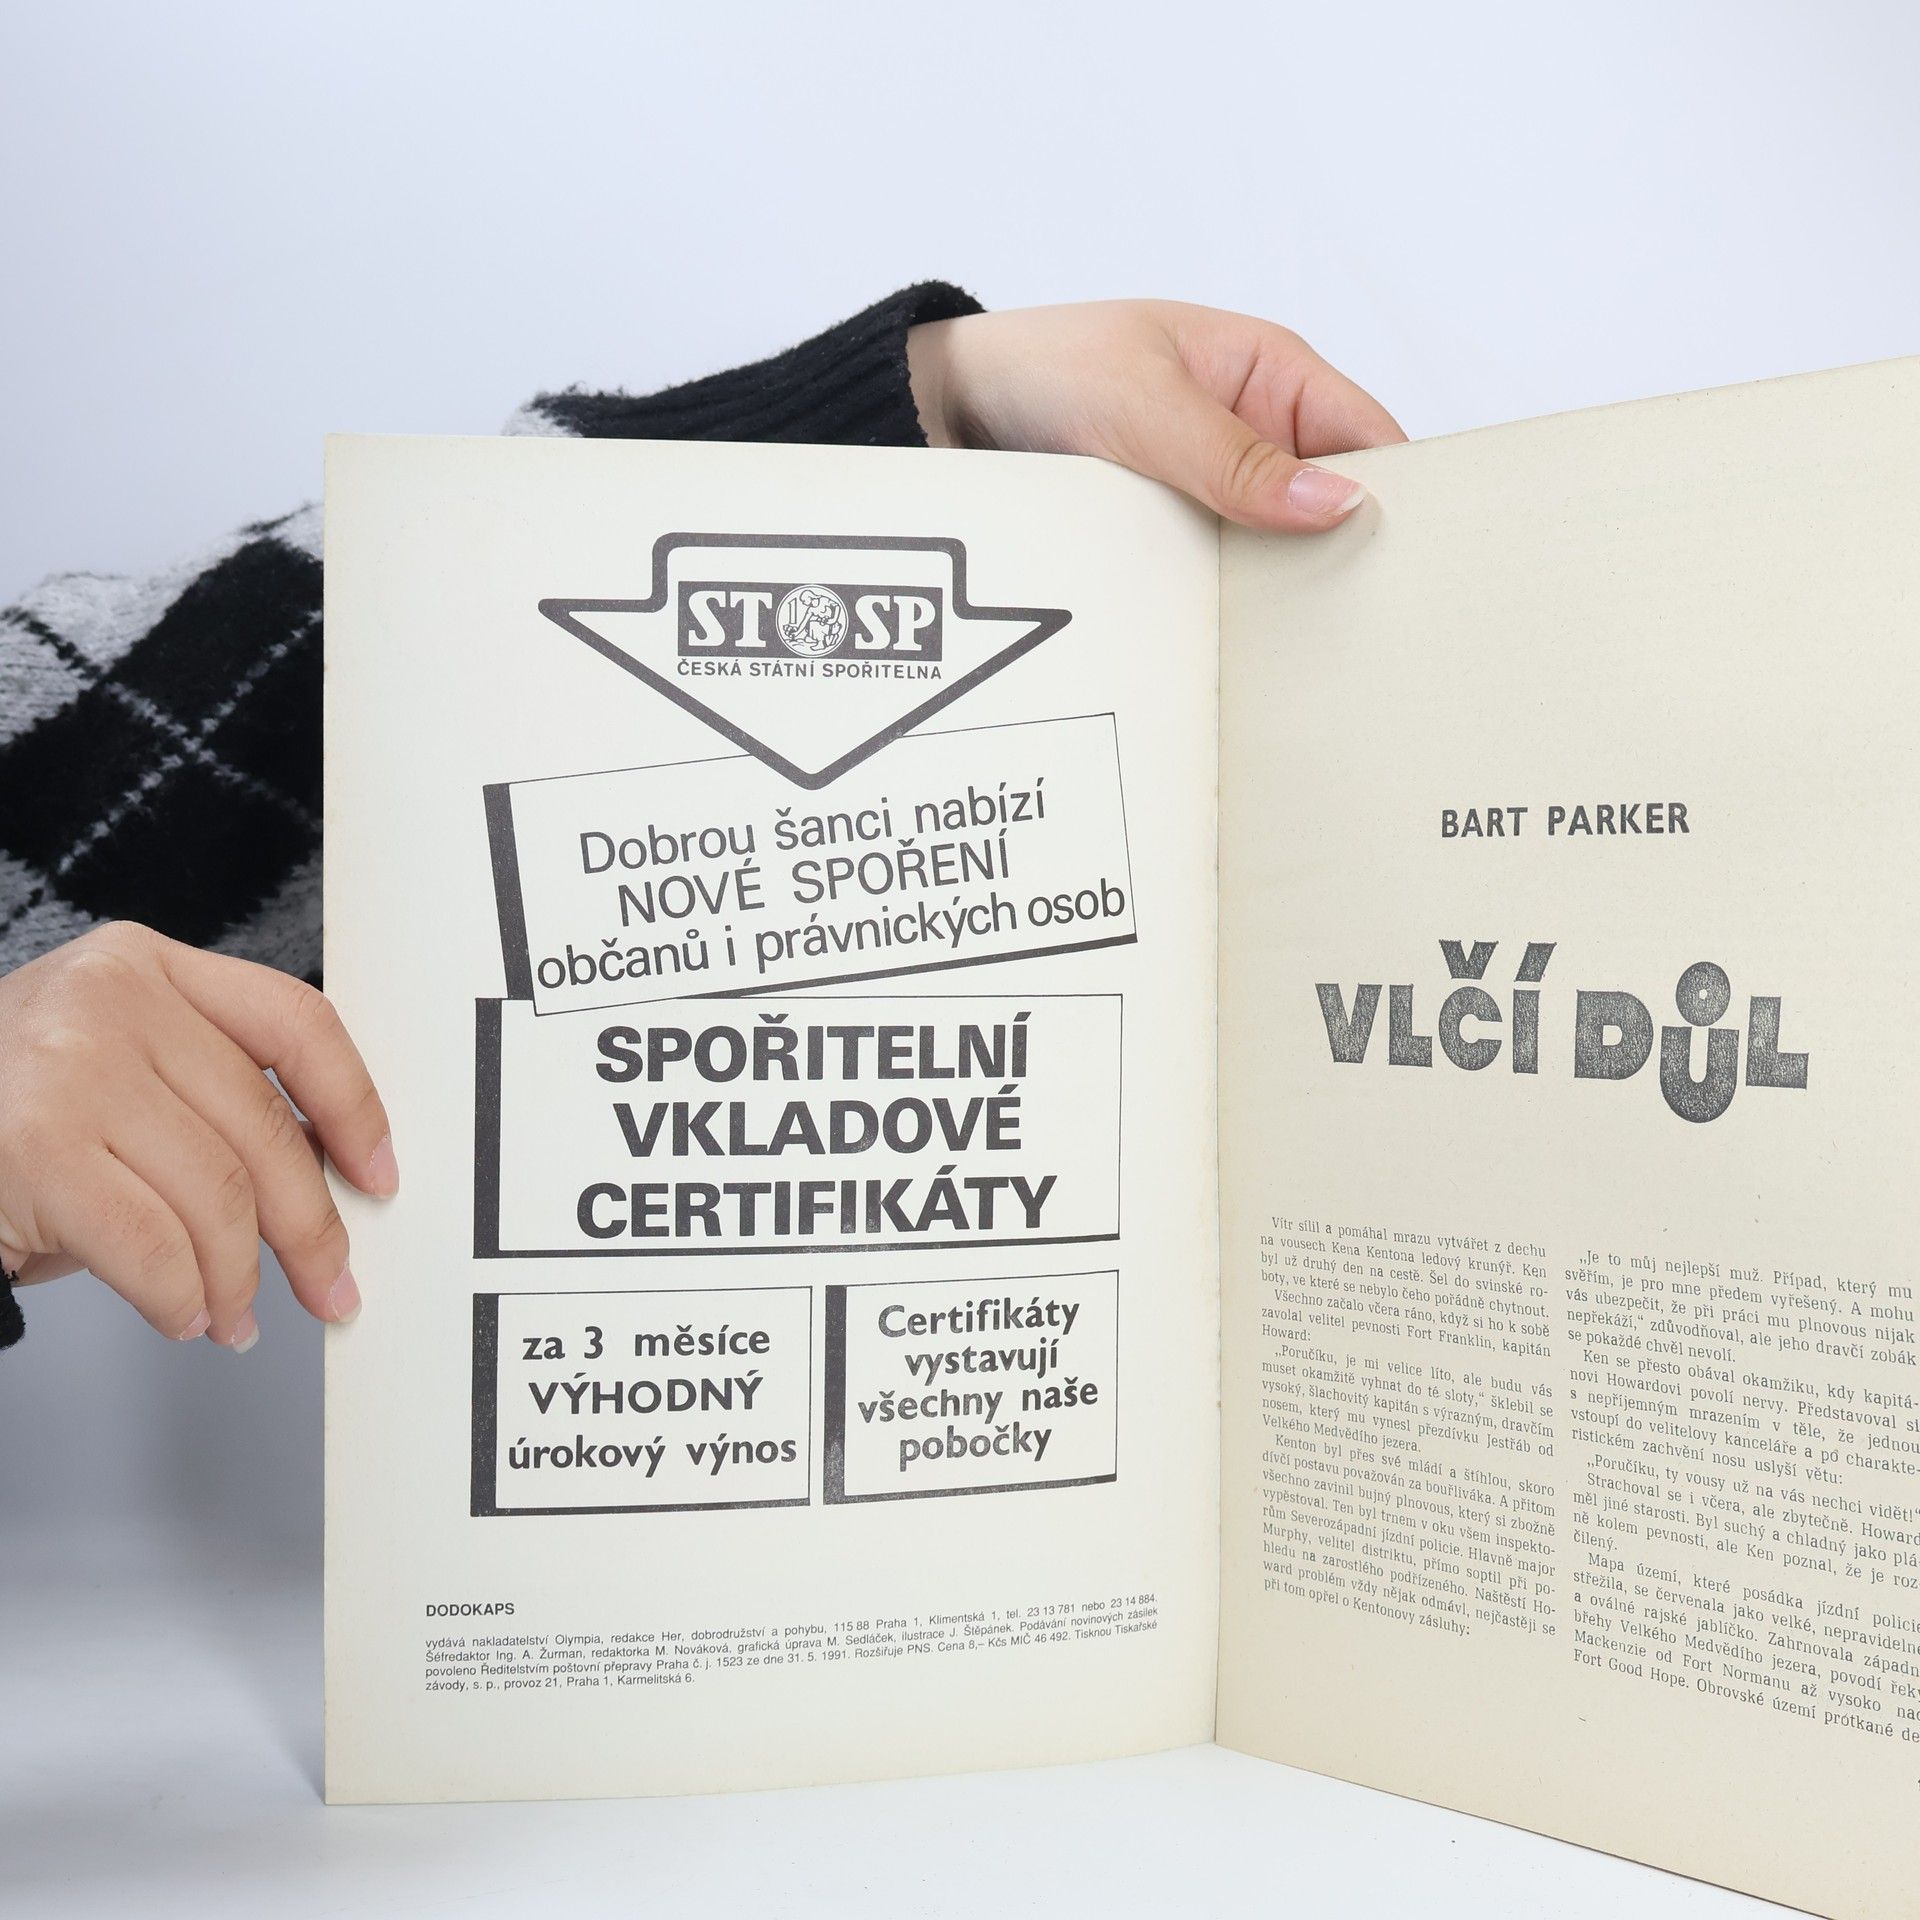 ST SP
ČESKÁ STÁTNÍ SPOŘITELNA
Dobrou šanci nabízí
NOVÉ SPOŘENÍ
občanů i právnických osob
SPOŘITELNÍ
VKLADOVÉ
CERTIFIKÁTY
za 3 měsíce
VÝHODNÝ
úrokový výnos
Certifikáty
vystavují
všechny naše
pobočky
DODOKAPS
vydává nakladatelství Olympia, redakce Her, dobrodružství a pohybu, 115 88 Praha 1, Klimentská 1, tel. 23 13 781 nebo 23 14 884.
Šéfredaktor Ing. A. Žurman, redaktorka M. Nováková, grafická úprava M. Sedláček, ilustrace J. Štěpánek. Podávání novinových zásilek
povoleno Ředitelstvím poštovní přepravy Praha č. j. 1523 ze dne 31. 5. 1991. Rozšiřuje PNS. Cena 8,– Kčs MIČ 46 492. Tisknou Tiskařské
závody, s. p., provoz 21, Praha 1, Karmelitská 6.
BART PARKER
VLČÍ DŮL
Vítr sílil a pomáhal mrazu vytvářet z dechu
na vousech Kena Kentona ledový krunýř. Ken
byl už druhý den na cestě. Šel do svinské ro-
boty, ve které se nebylo čeho pořádně chytnout.
Všechno začalo včera ráno, když si ho k sobě
zavolal velitel pevnosti Fort Franklin, kapitán
Howard:
„Poručíku, je mi velice líto, ale budu vás
muset okamžitě vyhnat do té sloty,“ šklebil se
vysoký, šlachovitý kapitán s výrazným, dravčím
nosem, který mu vynesl přezdívku Jestřáb od
Velkého Medvědího jezera.
Kenton byl přes své mládí a štíhlou, skoro
dívčí postavu považován za bouřliváka. A přitom
všechno zavinil bujný plnovous, který si zbožně
vypěstoval. Ten byl trnem v oku všem inspekto-
rům Severozápadní jízdní policie. Hlavně major
Murphy, velitel distriktu, přímo soptil při po-
hledu na zarostlého podřízeného. Naštěstí Ho-
ward problém vždy nějak odmávl, nejčastěji se
při tom opřel o Kentonovy zásluhy:
„Je to můj nejlepší muž. Případ, který mu
svěřím, je pro mne předem vyřešený. A mohu
vás ubezpečit, že při práci mu plnovous nijak
nepřekáží,“ zdůvodňoval, ale jeho dravčí zobák
se pokaždé chvěl nevolí.
Ken se přesto obával okamžiku, kdy kapitá-
novi Howardovi povolí nervy. Představoval si
s nepříjemným mrazením v těle, že jednou
vstoupí do velitelovy kanceláře a po charakte-
ristickém zachvění nosu uslyší větu:
„Poručíku, ty vousy už na vás nechci vidět!“
Strachoval se i včera, ale zbytečně. Howard
měl jiné starosti. Byl suchý a chladný jako plá-
ně kolem pevnosti, ale Ken poznal, že je roz-
čilený.
Mapa území, které posádka jízdní policie
střežila, se červenala jako velké, nepravidelné
a oválné rajské jablíčko. Zahrnovala západní
břehy Velkého Medvědího jezera, povodí řeky
Mackenzie od Fort Normanu až vysoko nad
Fort Good Hope. Obrovské území protkané de-